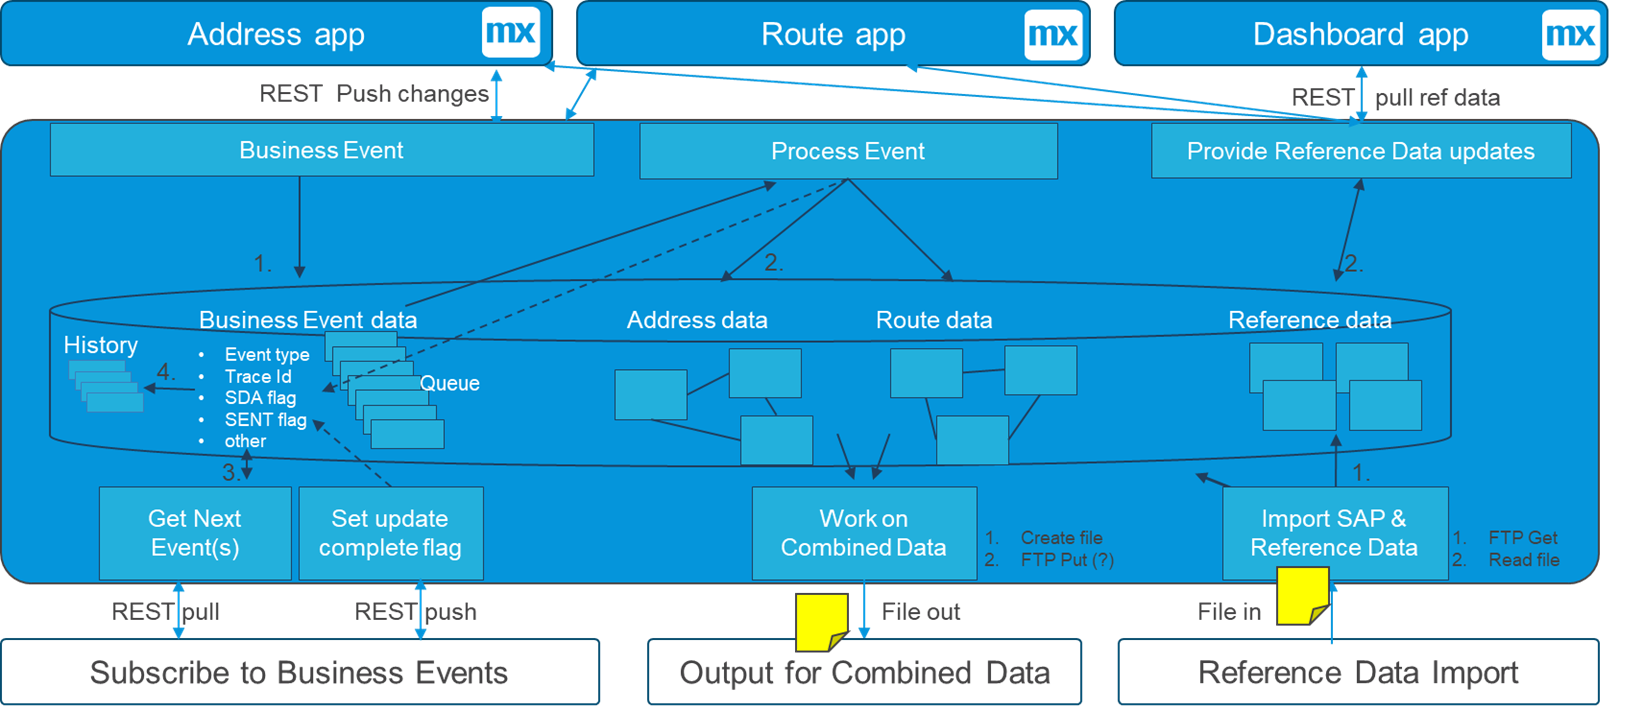 Address app
mx
Route app
mx
Dashboard app
mx
REST Push changes
REST pull ref data
Business Event
Process Event
Provide Reference Data updates
1.
2.
2.
Business Event data
Address data
Route data
Reference data
History
• Event type
• Trace Id
• SDA flag
• SENT flag
• other
Queue
4.
3.
1.
Get Next
Event(s)
Set update
complete flag
Work on
Combined Data
1. Create file
2. FTP Put (?)
Import SAP &
Reference Data
1. FTP Get
2. Read file
REST pull
REST push
File out
File in
Subscribe to Business Events
Output for Combined Data
Reference Data Import